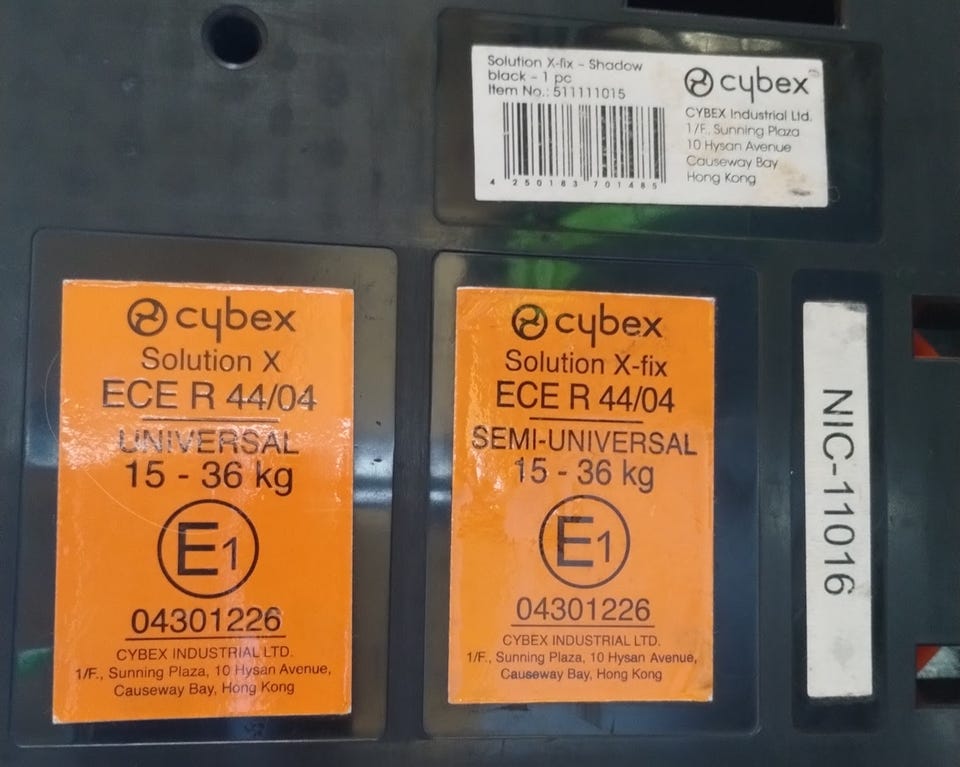 Solution X-fix - Shadow
black - 1 pc
Item No.: 511111015
4 250183 701485
cybex
CYBEX Industrial Ltd.
1/F., Sunning Plaza
10 Hysan Avenue
Causeway Bay
Hong Kong
cybex
Solution X
ECE R 44/04
UNIVERSAL
15 - 36 kg
E1
04301226
CYBEX INDUSTRIAL LTD.
1/F., Sunning Plaza, 10 Hysan Avenue,
Causeway Bay, Hong Kong
cybex
Solution X-fix
ECE R 44/04
SEMI-UNIVERSAL
15 - 36 kg
E1
04301226
CYBEX INDUSTRIAL LTD.
1/F., Sunning Plaza, 10 Hysan Avenue,
Causeway Bay, Hong Kong
NIC-11016